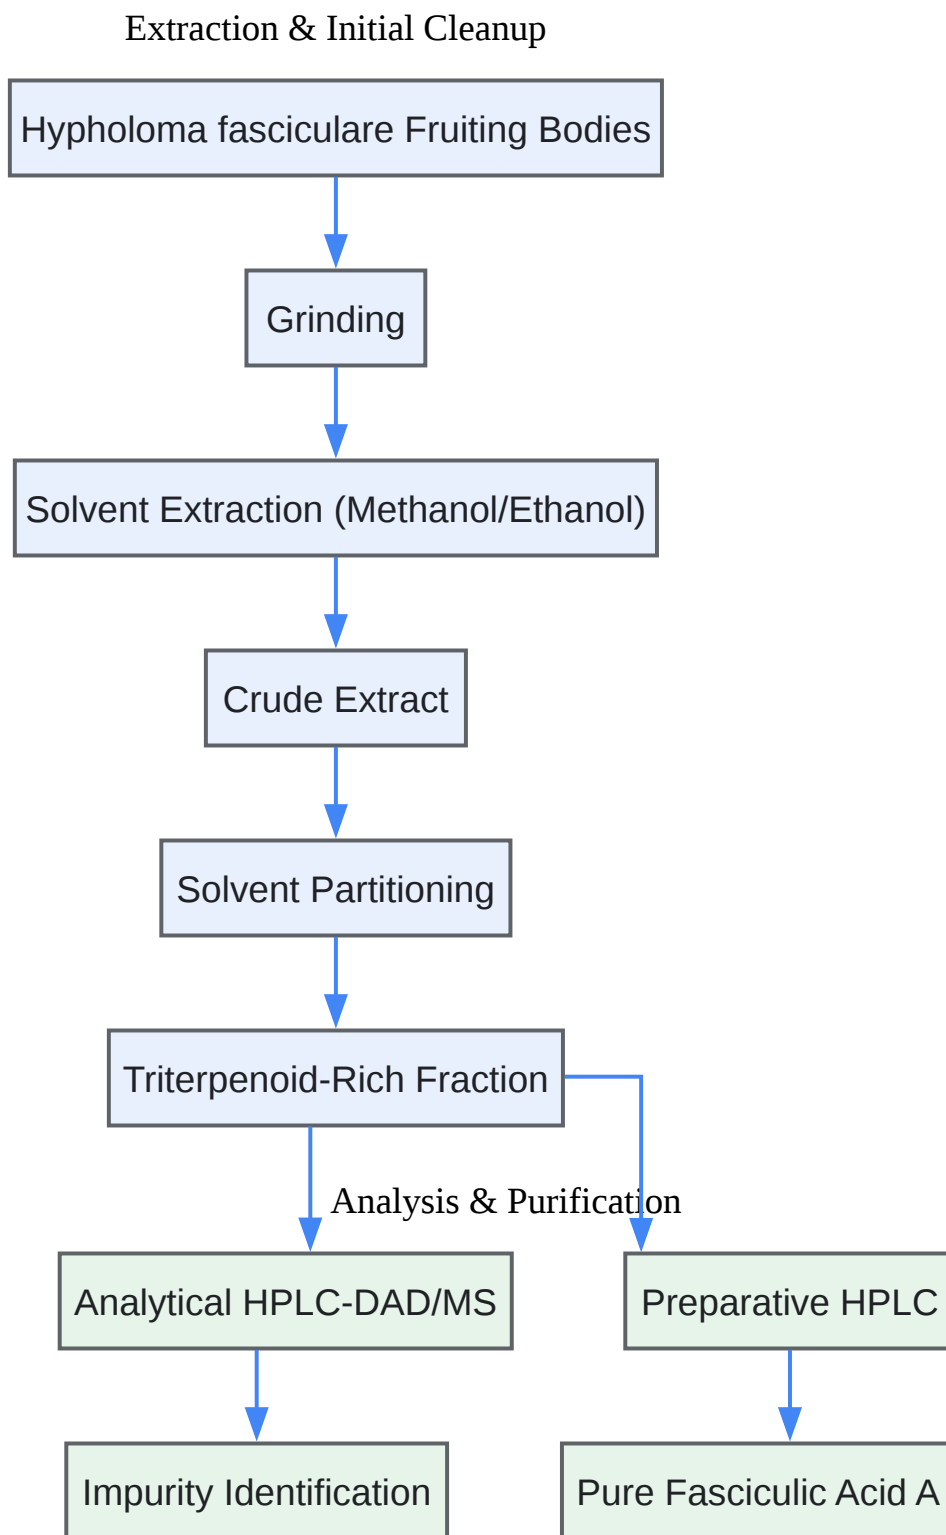 Extraction & Initial Cleanup
Hypholoma fasciculare Fruiting Bodies
Grinding
Solvent Extraction (Methanol/Ethanol)
Crude Extract
Solvent Partitioning
Triterpenoid-Rich Fraction
Analysis & Purification
Analytical HPLC-DAD/MS
Preparative HPLC
Impurity Identification
Pure Fasciculic Acid A